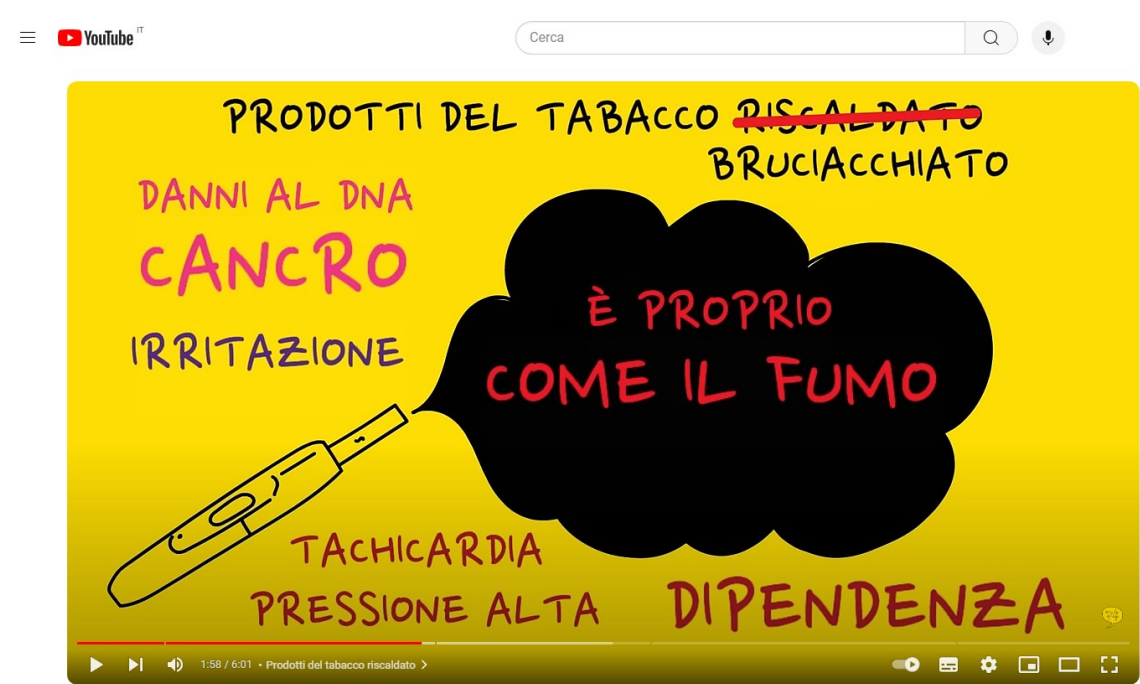 YouTube IT
Cerca
PRODOTTI DEL TABACCO RISCALDATO
BRUCIACCHIATO
DANNI AL DNA
CANCRO
IRRITAZIONE
È PROPRIO
COME IL FUMO
TACHICARDIA
PRESSIONE ALTA
DIPENDENZA
1:58 / 6:01 • Prodotti del tabacco riscaldato >